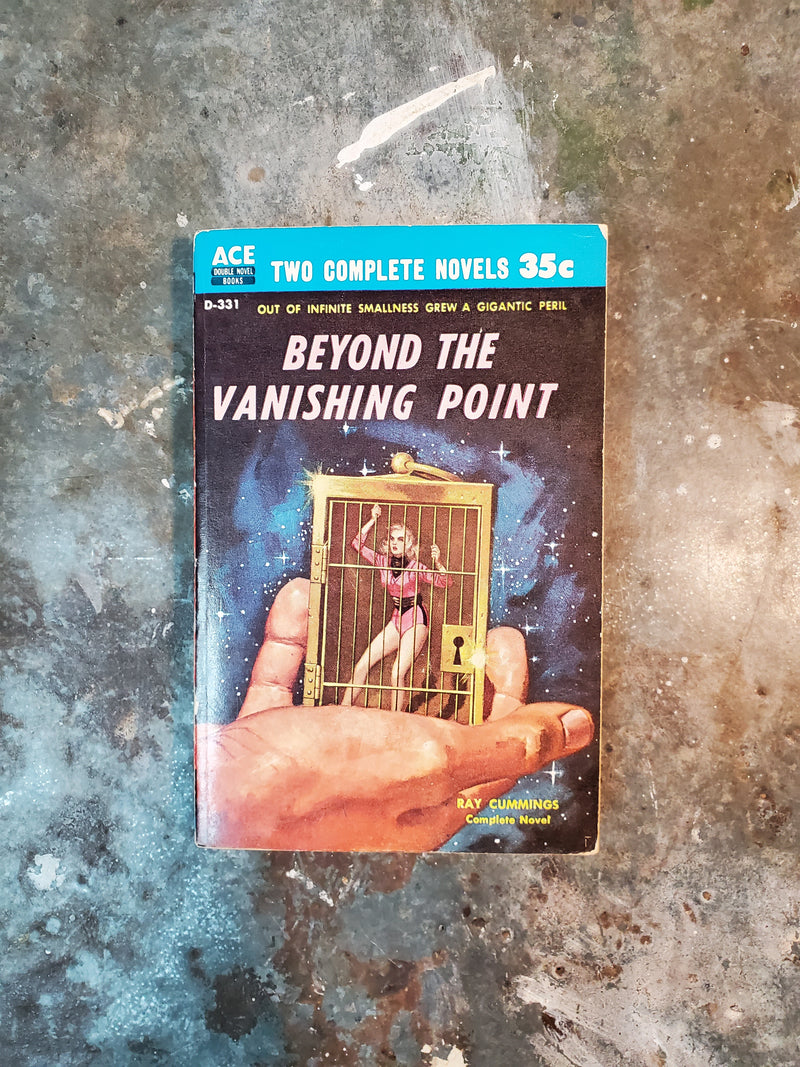 ACE
DOUBLE NOVEL
BOOKS
TWO COMPLETE NOVELS 35c
D-331
OUT OF INFINITE SMALLNESS GREW A GIGANTIC PERIL
BEYOND THE
VANISHING POINT
RAY CUMMINGS
Complete Novel